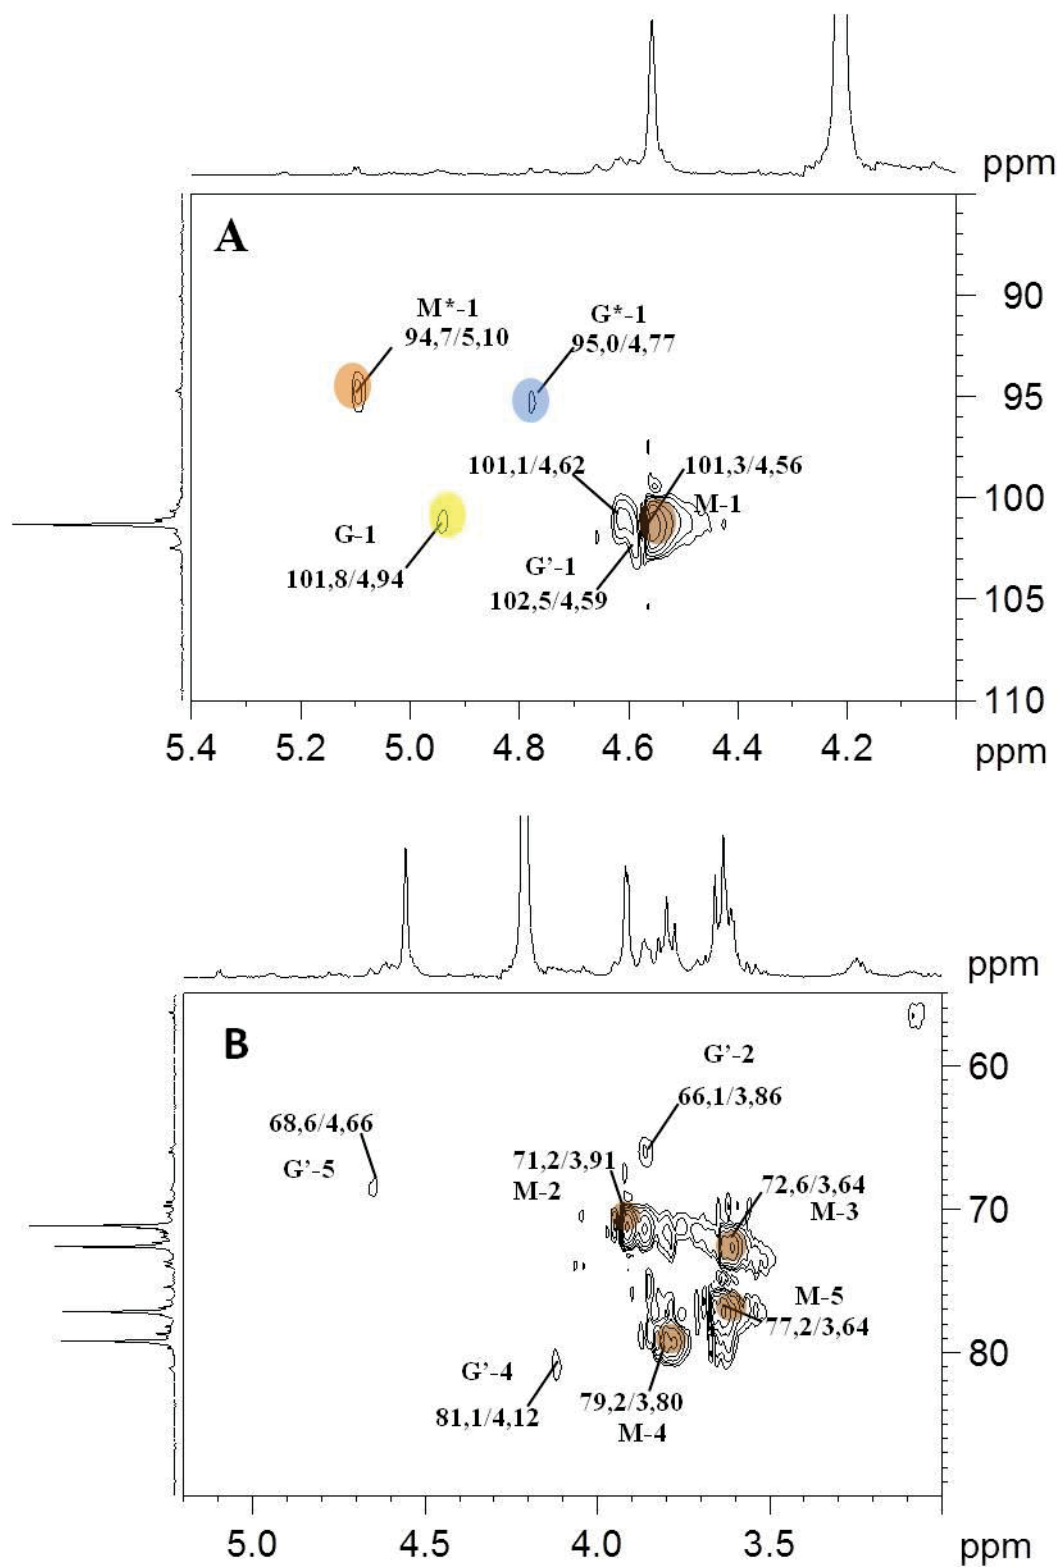 ppm
A
M*-1
94,7/5,10
G*-1
95,0/4,77
90
95
101,1/4,62
101,3/4,56
M-1
100
G-1
101,8/4,94
G’-1
102,5/4,59
105
110
5.4 5.2 5.0 4.8 4.6 4.4 4.2 ppm
ppm
B
G’-2
66,1/3,86
60
68,6/4,66
G’-5
71,2/3,91
M-2
72,6/3,64
M-3
70
M-5
77,2/3,64
80
G’-4
81,1/4,12
79,2/3,80
M-4
5.0 4.5 4.0 3.5 ppm